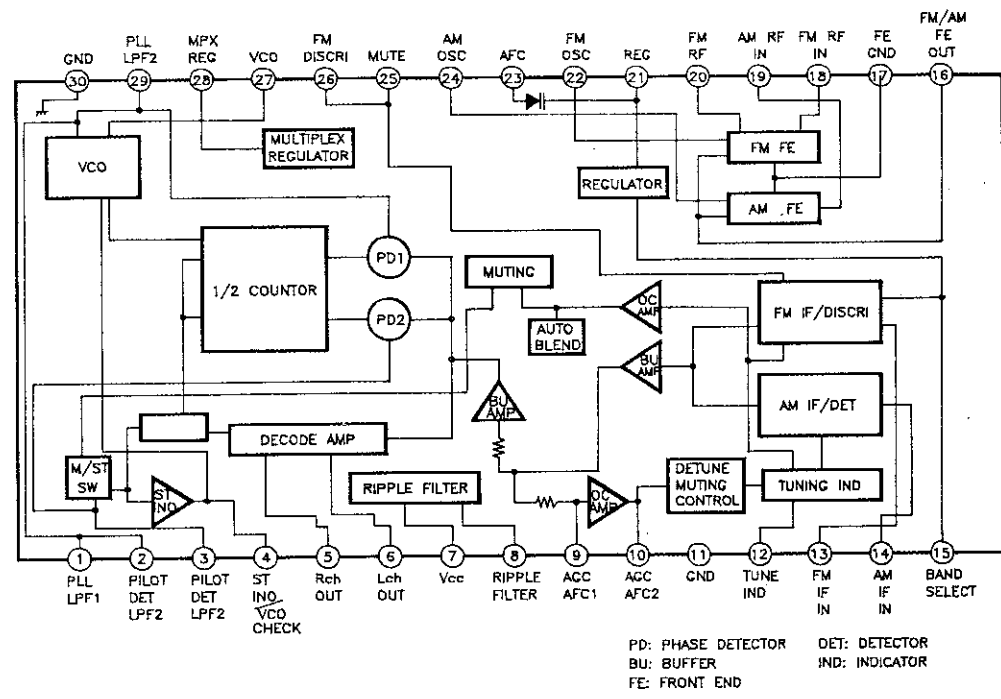 GND
PLL
LPF2
MPX
REG
VCO
FM
DISCRI
MUTE
AM
OSC
AFC
FM
OSC
REG
FM
RF
AM RF
IN
FM RF
IN
FE
GND
FM/AM
FE
OUT
30
29
28
27
26
25
24
23
22
21
20
19
18
17
16
VCO
MULTIPLEX
REGULATOR
REGULATOR
FM FE
AM FE
1/2 COUNTOR
PD1
PD2
MUTING
AUTO
BLEND
OC
AMP
BU
AMP
FM IF/DISCRI
AM IF/DET
BU
AMP
DECODE AMP
M/ST
SW
ST
INO
RIPPLE FILTER
OC
AMP
DETUNE
MUTING
CONTROL
TUNING IND
1
2
3
4
5
6
7
8
9
10
11
12
13
14
15
PLL
LPF1
PILOT
DET
LPF2
PILOT
DET
LPF2
ST
INO
VCO
CHECK
Rch
OUT
Lch
OUT
Vcc
RIPPLE
FILTER
AGC
AFC1
AGC
AFC2
GND
TUNE
IND
FM
IF
IN
AM
IF
IN
BAND
SELECT
PD: PHASE DETECTOR
DET: DETECTOR
BU: BUFFER
IND: INDICATOR
FE: FRONT END